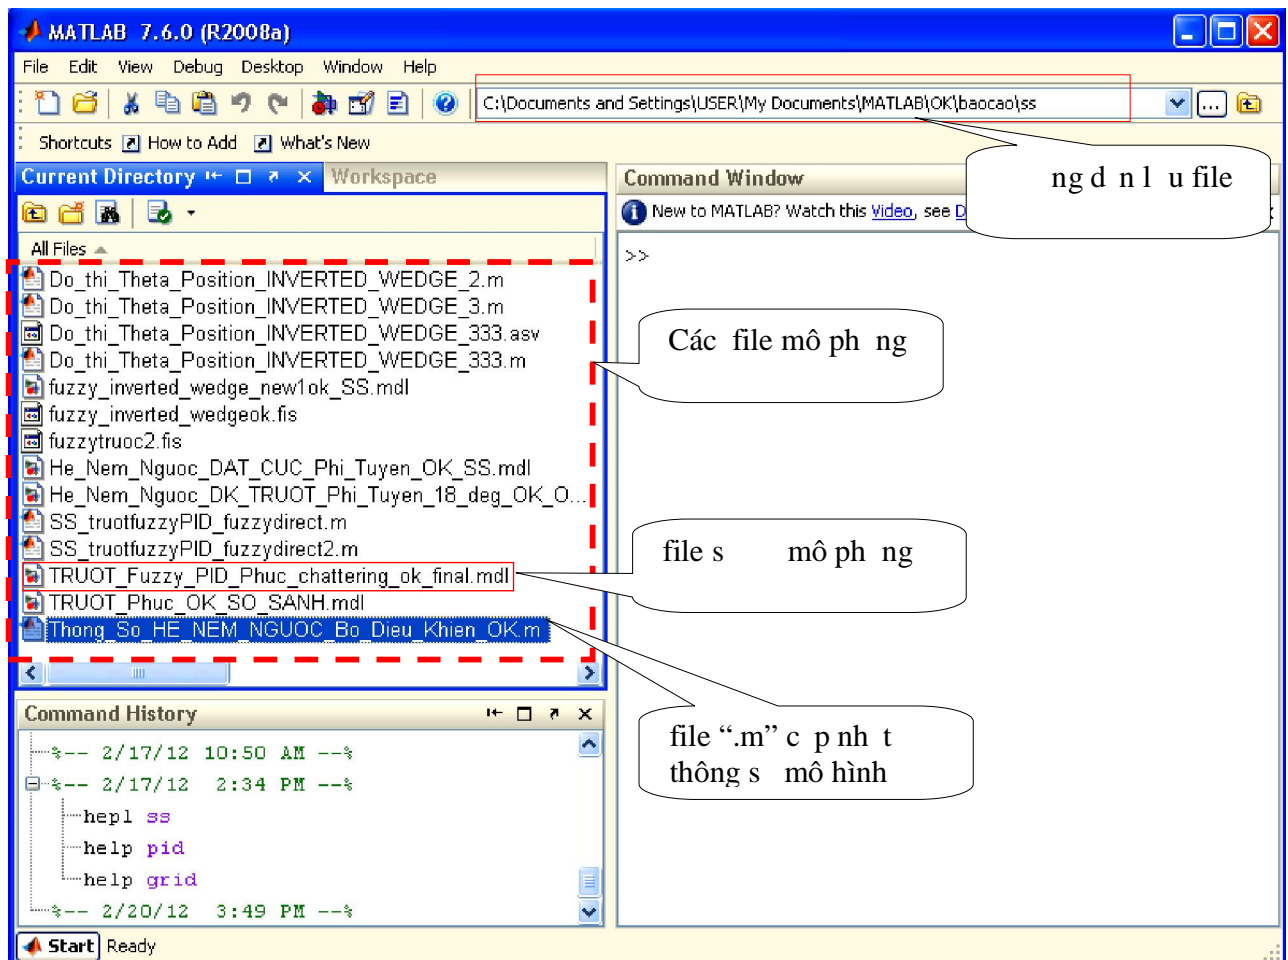 MATLAB 7.6.0 (R2008a)
File Edit View Debug Desktop Window Help
C:\Documents and Settings\USER\My Documents\MATLAB\OK\baocao\ss
Shortcuts How to Add What's New
ng d n l u file
Current Directory Workspace
Command Window
New to MATLAB? Watch this Video, see D
All Files
>>
Do_thi_Theta_Position_INVERTED_WEDGE_2.m
Do_thi_Theta_Position_INVERTED_WEDGE_3.m
Do_thi_Theta_Position_INVERTED_WEDGE_333.asv
Do_thi_Theta_Position_INVERTED_WEDGE_333.m
fuzzy_inverted_wedge_new1ok_SS.mdl
fuzzy_inverted_wedgeok.fis
fuzzytruoc2.fis
He_Nem_Nguoc_DAT_CUC_Phi_Tuyen_OK_SS.mdl
He_Nem_Nguoc_DK_TRUOT_Phi_Tuyen_18_deg_OK_O...
SS_truotfuzzyPID_fuzzydirect.m
SS_truotfuzzyPID_fuzzydirect2.m
TRUOT_Fuzzy_PID_Phuc_chattering_ok_final.mdl
TRUOT_Phuc_OK_SO_SANH.mdl
Thong_So_HE_NEM_NGUOC_Bo_Dieu_Khien_OK.m
Các file mô ph ng
file s mô ph ng
file “.m” c p nh t
thông s mô hình
Command History
%-- 2/17/12 10:50 AM --%
%-- 2/17/12 2:34 PM --%
hepl ss
help pid
help grid
%-- 2/20/12 3:49 PM --%
Start Ready